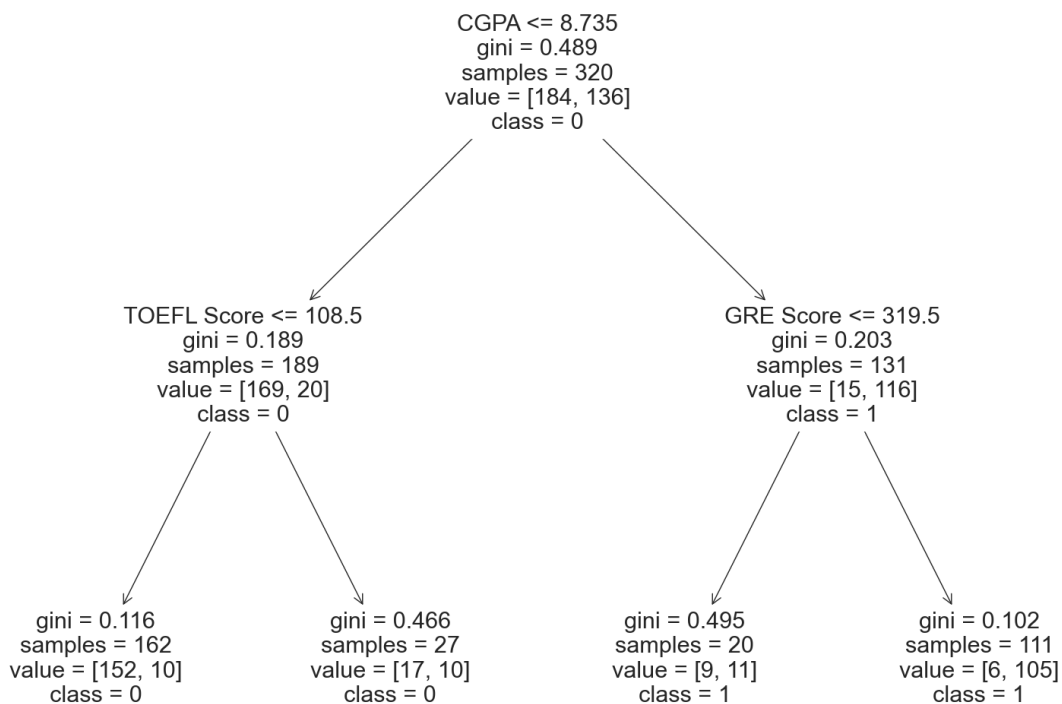 CGPA <= 8.735
gini = 0.489
samples = 320
value = [184, 136]
class = 0
TOEFL Score <= 108.5
gini = 0.189
samples = 189
value = [169, 20]
class = 0
GRE Score <= 319.5
gini = 0.203
samples = 131
value = [15, 116]
class = 1
gini = 0.116
samples = 162
value = [152, 10]
class = 0
gini = 0.466
samples = 27
value = [17, 10]
class = 0
gini = 0.495
samples = 20
value = [9, 11]
class = 1
gini = 0.102
samples = 111
value = [6, 105]
class = 1